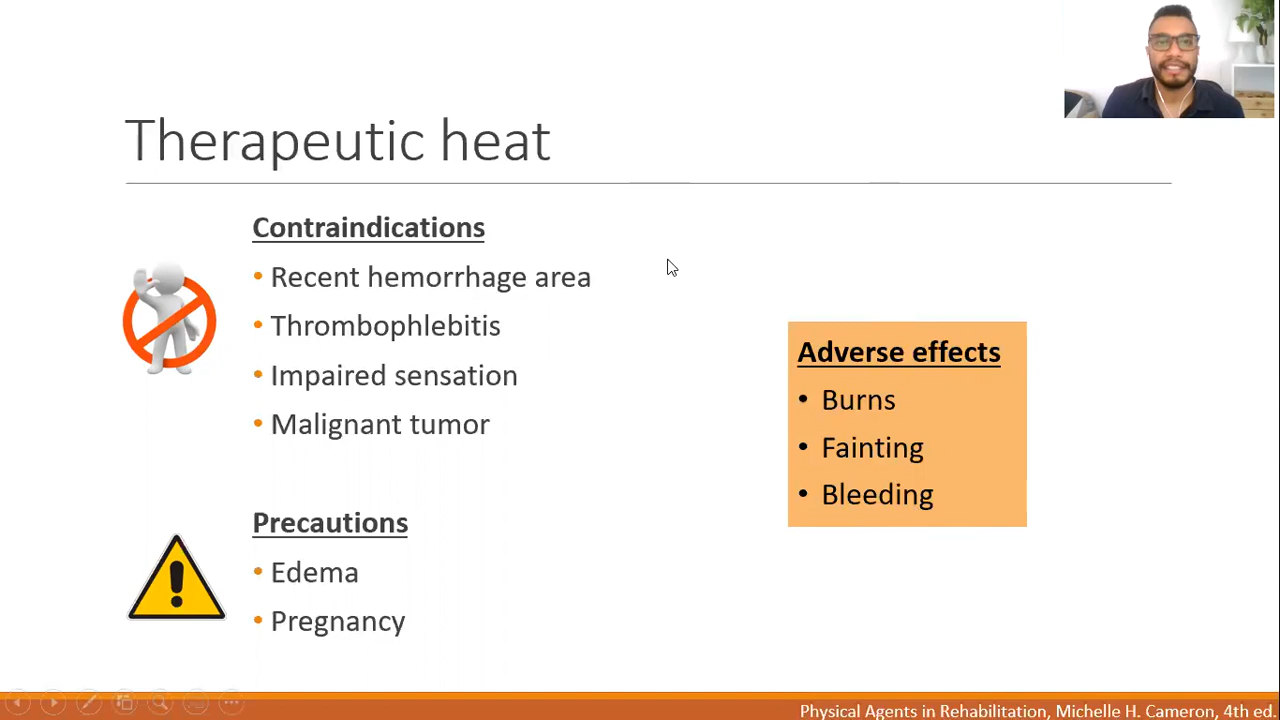 Therapeutic heat
Contraindications
• Recent hemorrhage area
• Thrombophlebitis
• Impaired sensation
• Malignant tumor
Precautions
• Edema
• Pregnancy
Adverse effects
• Burns
• Fainting
• Bleeding
Physical Agents in Rehabilitation, Michelle H. Cameron, 4th ed.